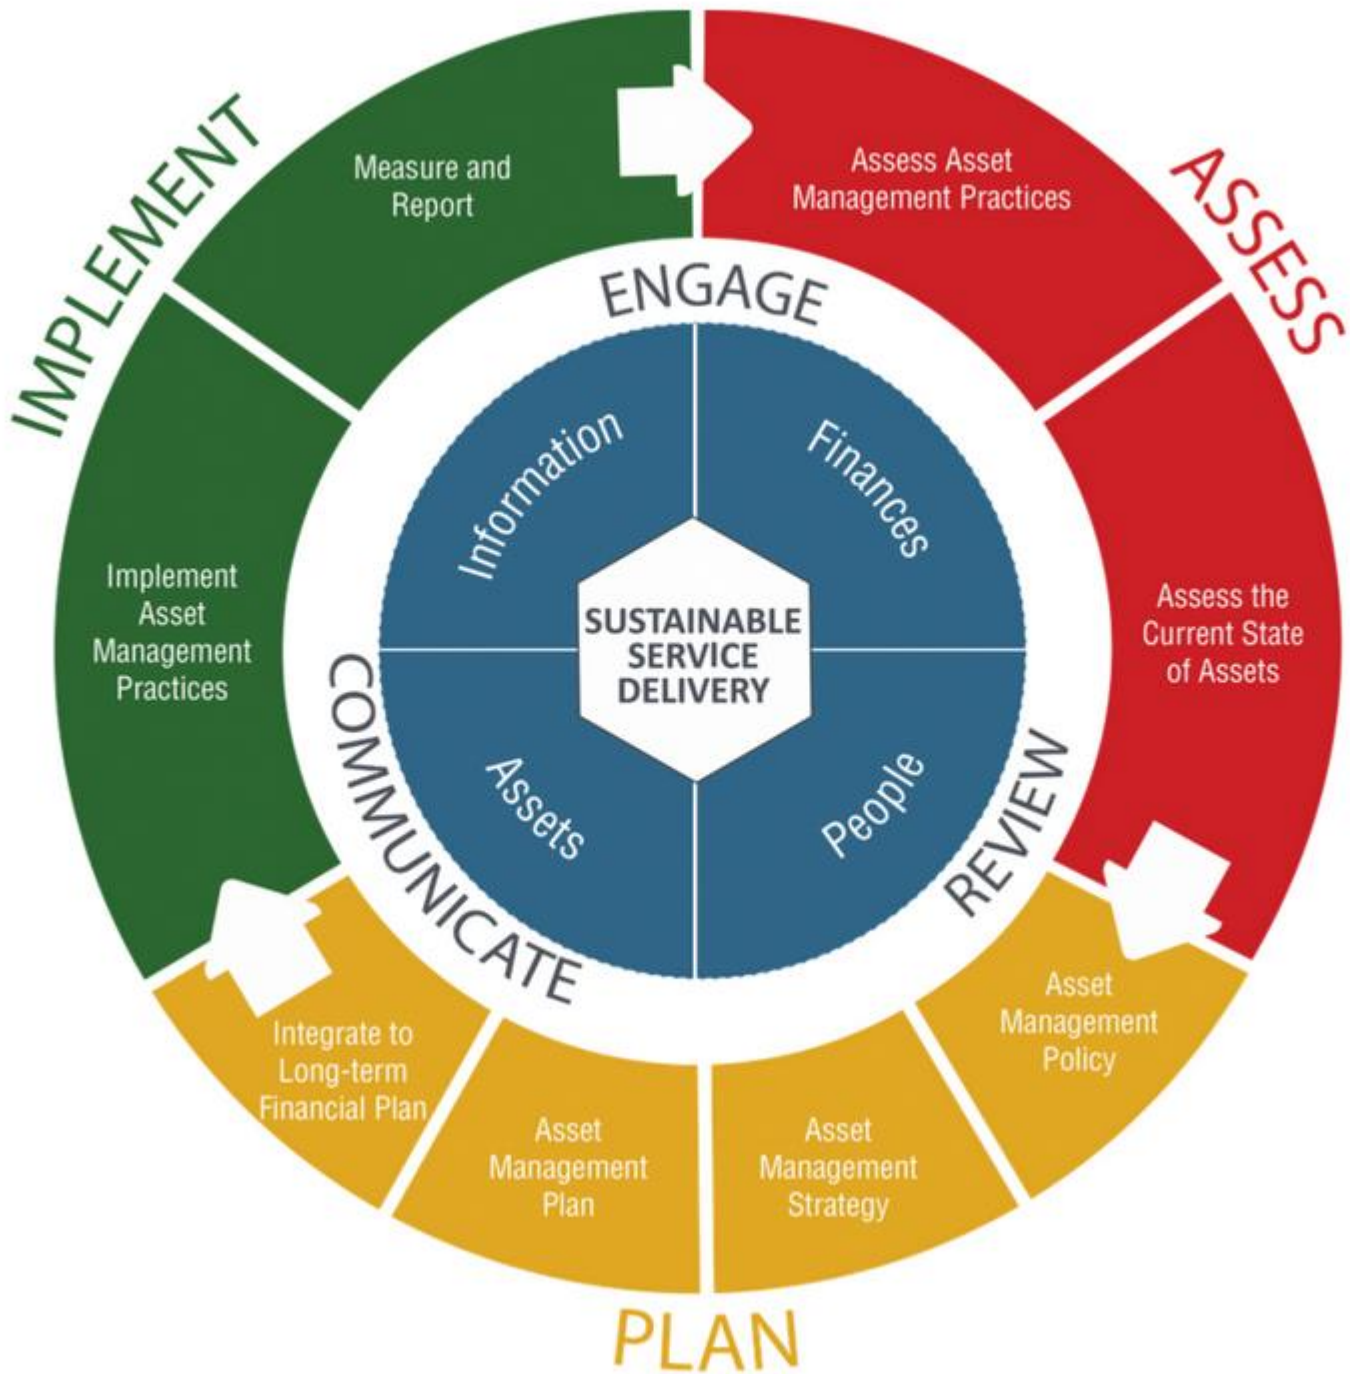 IMPLEMENT
Measure and
Report
Assess Asset
Management Practices
ASSESS
ENGAGE
Information
Finances
Implement
Asset
Management
Practices
SUSTAINABLE
SERVICE
DELIVERY
Assess the
Current State
of Assets
COMMUNICATE
Assets
People
REVIEW
Integrate to
Long-term
Financial Plan
Asset
Management
Plan
Asset
Management
Strategy
Asset
Management
Policy
PLAN